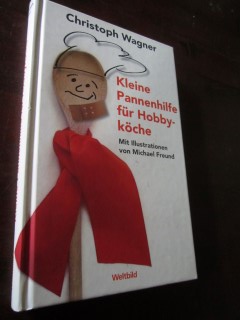 Christoph Wagner
Kleine
Pannenhilfe
für Hobby-
köche
Mit Illustrationen
von Michael Freund
Weltbild